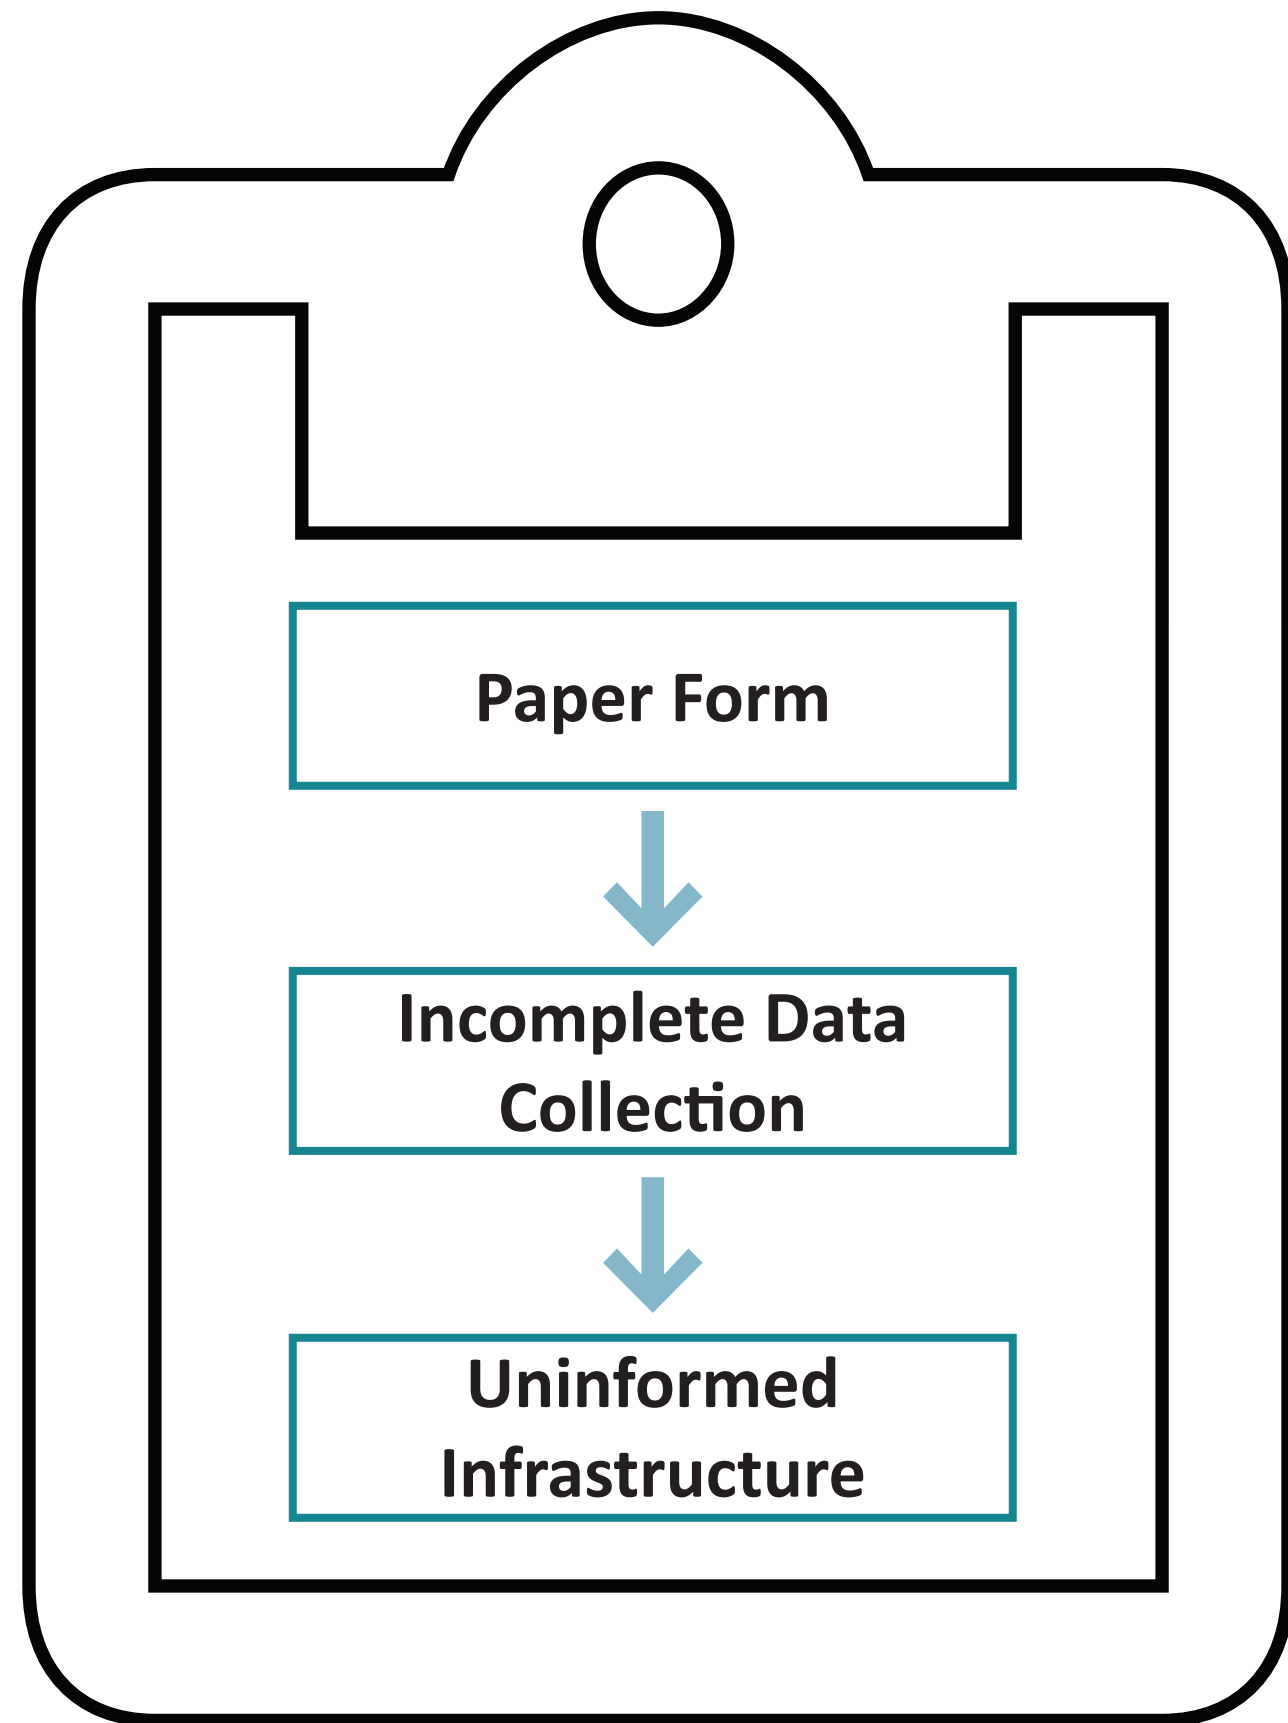 Paper Form
Incomplete Data
Collection
Uninformed
Infrastructure